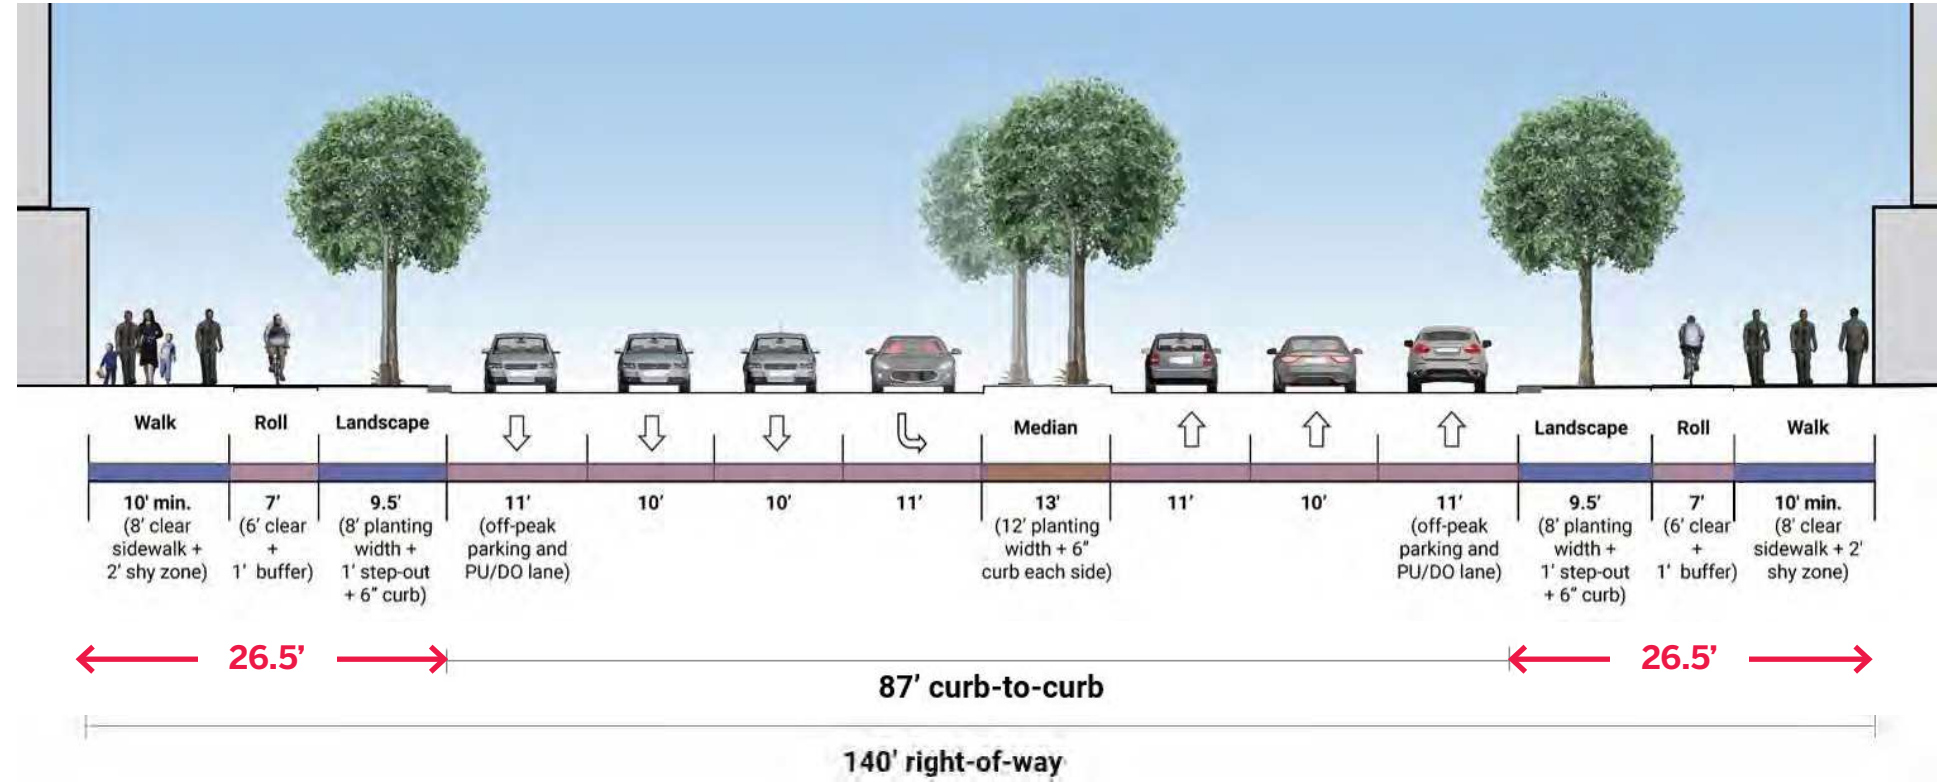 Walk
Roll
Landscape
Median
Landscape
Roll
Walk
10' min.
(8' clear
sidewalk +
2' shy zone)
7'
(6' clear
+
1' buffer)
9.5'
(8' planting
width +
1' step-out
+ 6" curb)
11'
(off-peak
parking and
PU/DO lane)
10'
10'
11'
13'
(12' planting
width + 6"
curb each side)
11'
10'
11'
(off-peak
parking and
PU/DO lane)
9.5'
(8' planting
width +
1' step-out
+ 6" curb)
7'
(6' clear
+
1' buffer)
10' min.
(8' clear
sidewalk + 2'
shy zone)
26.5’
26.5’
87’ curb-to-curb
140’ right-of-way